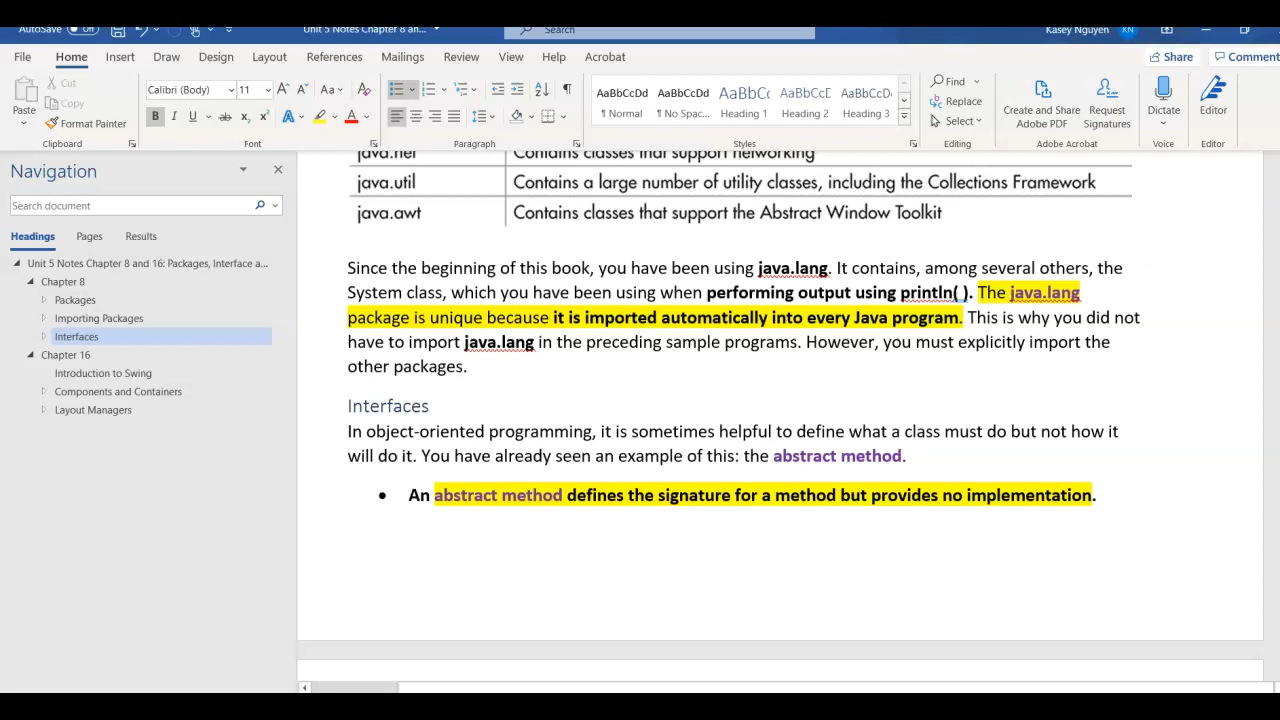 AutoSave Off Unit 5 Notes Chapter 8 an... Search Kasey Nguyen KN
File Home Insert Draw Design Layout References Mailings Review View Help Acrobat Share Comment
Paste
Cut
Copy
Format Painter
Clipboard
Calibri (Body) 11
Font
Paragraph
AaBbCcDd AaBbCcDd AaBbCc AaBbCcD AaBbCcD
¶ Normal ¶ No Spac... Heading 1 Heading 2 Heading 3
Styles
Find
Replace
Select
Editing
Create and Share
Adobe PDF
Request
Signatures
Adobe Acrobat
Dictate
Voice
Editor
Editor
Navigation
Search document
Headings Pages Results
Unit 5 Notes Chapter 8 and 16: Packages, Interface a...
Chapter 8
Packages
Importing Packages
Interfaces
Chapter 16
Introduction to Swing
Components and Containers
Layout Managers
java.net Contains classes that support networking
java.util Contains a large number of utility classes, including the Collections Framework
java.awt Contains classes that support the Abstract Window Toolkit
Since the beginning of this book, you have been using java.lang. It contains, among several others, the
System class, which you have been using when performing output using println( ). The java.lang
package is unique because it is imported automatically into every Java program. This is why you did not
have to import java.lang in the preceding sample programs. However, you must explicitly import the
other packages.
Interfaces
In object-oriented programming, it is sometimes helpful to define what a class must do but not how it
will do it. You have already seen an example of this: the abstract method.
• An abstract method defines the signature for a method but provides no implementation.